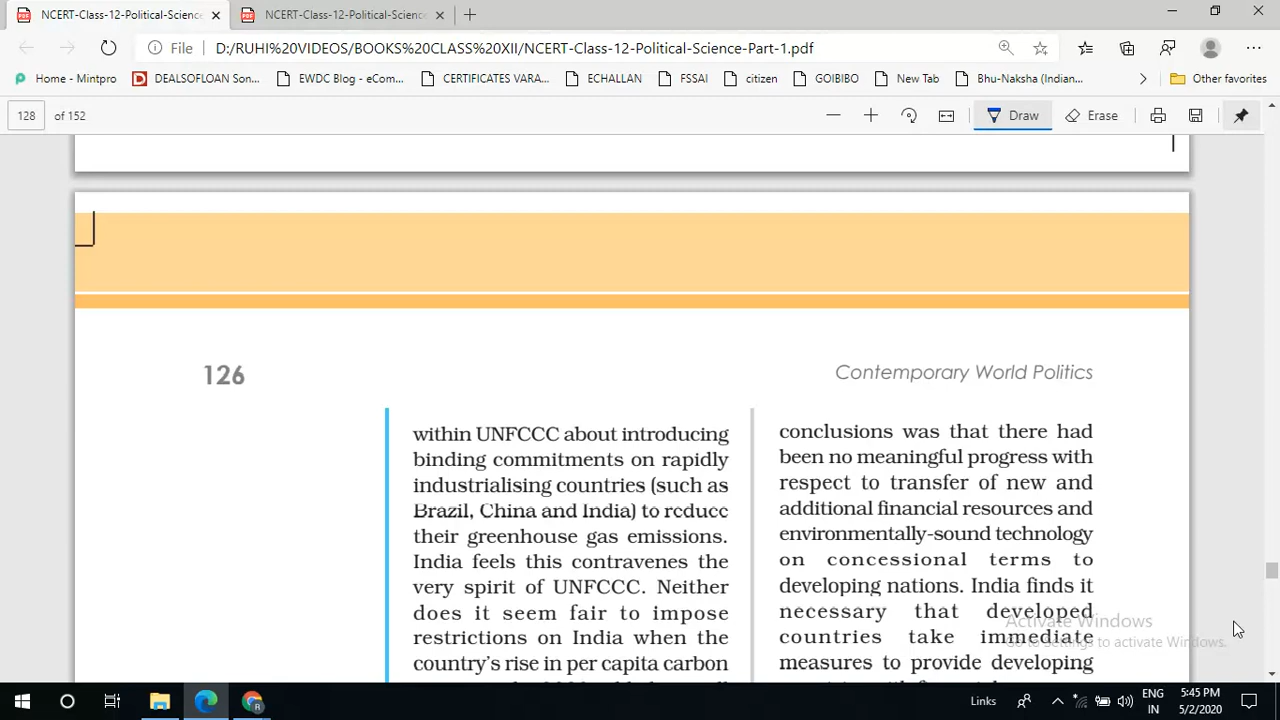 NCERT-Class-12-Political-Science
NCERT-Class-12-Political-Science
File D:/RUHI%20VIDEOS/BOOKS%20CLASS%20XII/NCERT-Class-12-Political-Science-Part-1.pdf
Home - Mintpro DEALSOFLOAN Son... EWDC Blog - eCom... CERTIFICATES VARA... ECHALLAN FSSAI citizen GOIBIBO New Tab Bhu-Naksha (Indian... Other favorites
128 of 152 Draw Erase
126 Contemporary World Politics
within UNFCCC about introducing
binding commitments on rapidly
industrialising countries (such as
Brazil, China and India) to reduce
their greenhouse gas emissions.
India feels this contravenes the
very spirit of UNFCCC. Neither
does it seem fair to impose
restrictions on India when the
country's rise in per capita carbon
conclusions was that there had
been no meaningful progress with
respect to transfer of new and
additional financial resources and
environmentally-sound technology
on concessional terms to
developing nations. India finds it
necessary that developed
countries take immediate
measures to provide developing
Activate Windows
Go to Settings to activate Windows.
Links ENG 5:45 PM
IN 5/2/2020